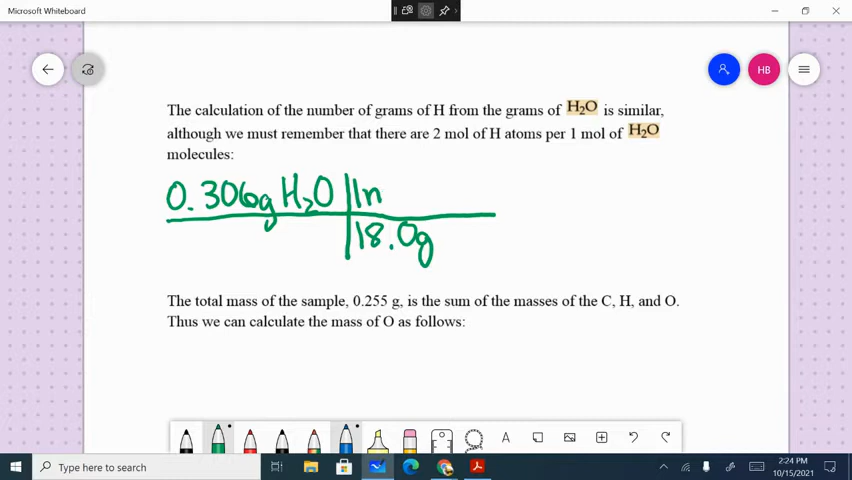 Microsoft Whiteboard
HB
The calculation of the number of grams of H from the grams of H₂O is similar,
although we must remember that there are 2 mol of H atoms per 1 mol of H₂O
molecules:
0.306g H₂O 1n
18.0g
The total mass of the sample, 0.255 g, is the sum of the masses of the C, H, and O.
Thus we can calculate the mass of O as follows:
A
Type here to search
2:24 PM
10/15/2021